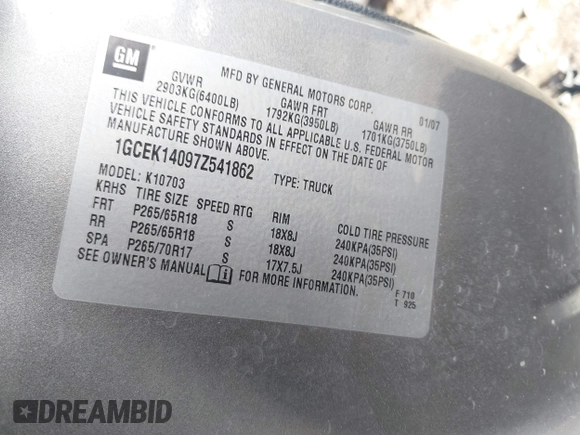 GM
MFD BY GENERAL MOTORS CORP. 01/07
GVWR GAWR FRT GAWR RR
2903KG(6400LB) 1792KG(3950LB) 1701KG(3750LB)
THIS VEHICLE CONFORMS TO ALL APPLICABLE U.S. FEDERAL MOTOR
VEHICLE SAFETY STANDARDS IN EFFECT ON THE DATE OF
MANUFACTURE SHOWN ABOVE.
1GCEK14097Z541862 TYPE: TRUCK
MODEL: K10703
KRHS TIRE SIZE SPEED RTG RIM COLD TIRE PRESSURE
FRT P265/65R18 S 18X8J 240KPA(35PSI)
RR P265/65R18 S 18X8J 240KPA(35PSI)
SPA P265/70R17 S 17X7.5J 240KPA(35PSI)
SEE OWNER'S MANUAL FOR MORE INFORMATION.
F 710
T 925
DREAMBID